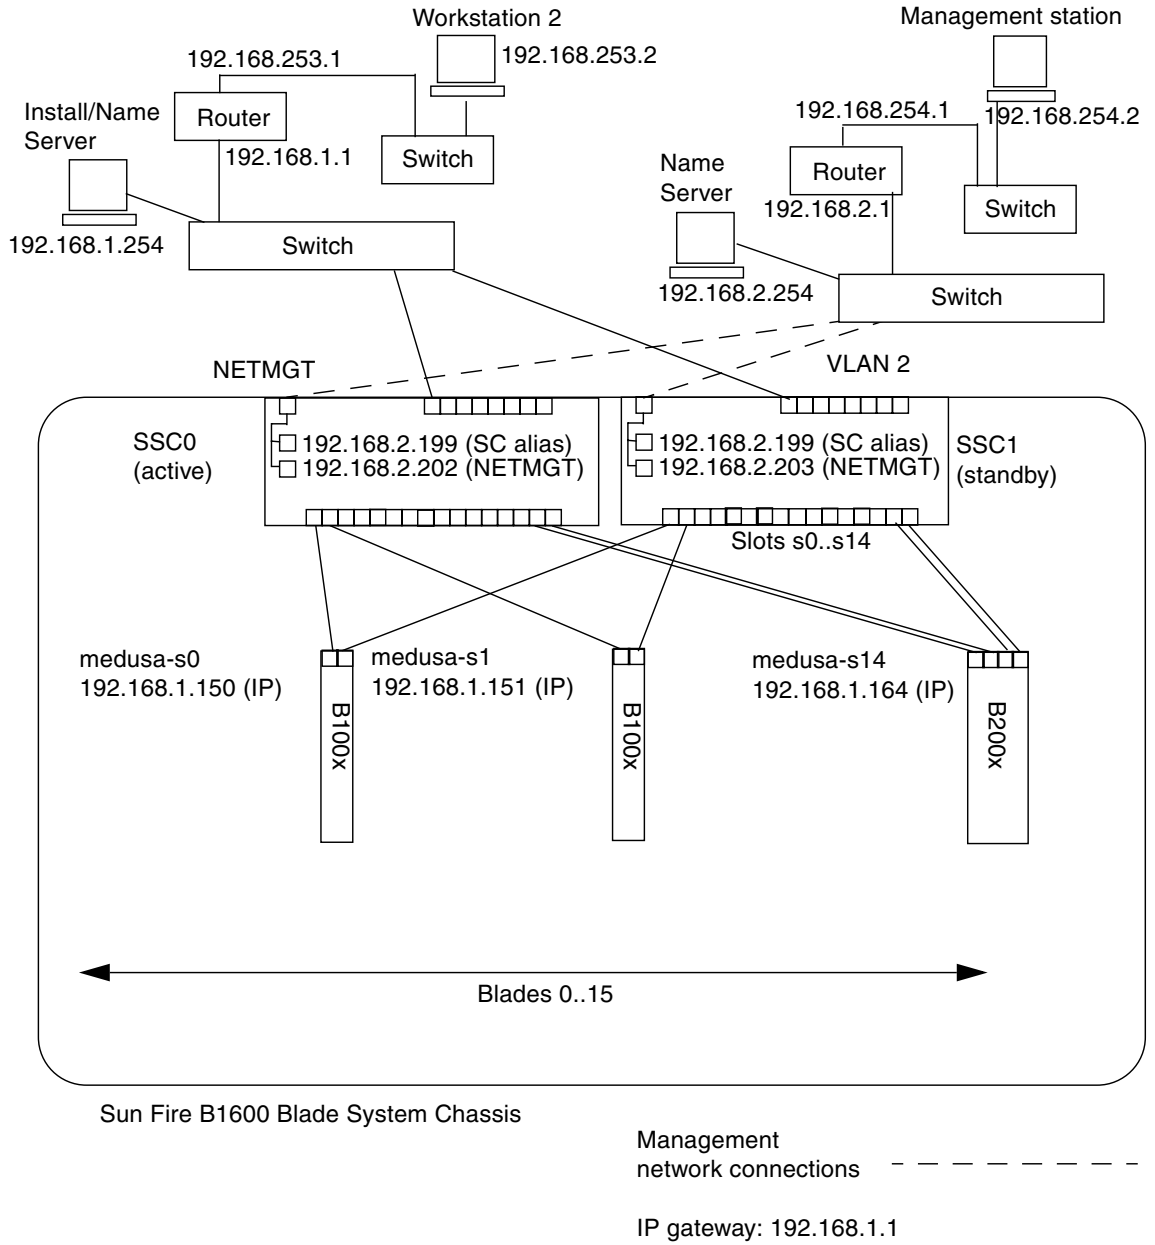 Workstation 2
Management station
192.168.253.1
192.168.253.2
Install/Name
Server
Router
192.168.254.1
192.168.254.2
192.168.1.1
Switch
Name
Server
Router
192.168.2.1
Switch
192.168.1.254
Switch
192.168.2.254
Switch
NETMGT
VLAN 2
SSC0
(active)
192.168.2.199 (SC alias)
192.168.2.202 (NETMGT)
192.168.2.199 (SC alias)
192.168.2.203 (NETMGT)
SSC1
(standby)
Slots s0..s14
medusa-s0
192.168.1.150 (IP)
medusa-s1
192.168.1.151 (IP)
medusa-s14
192.168.1.164 (IP)
B100x
B100x
B200x
Blades 0..15
Sun Fire B1600 Blade System Chassis
Management
network connections
IP gateway: 192.168.1.1